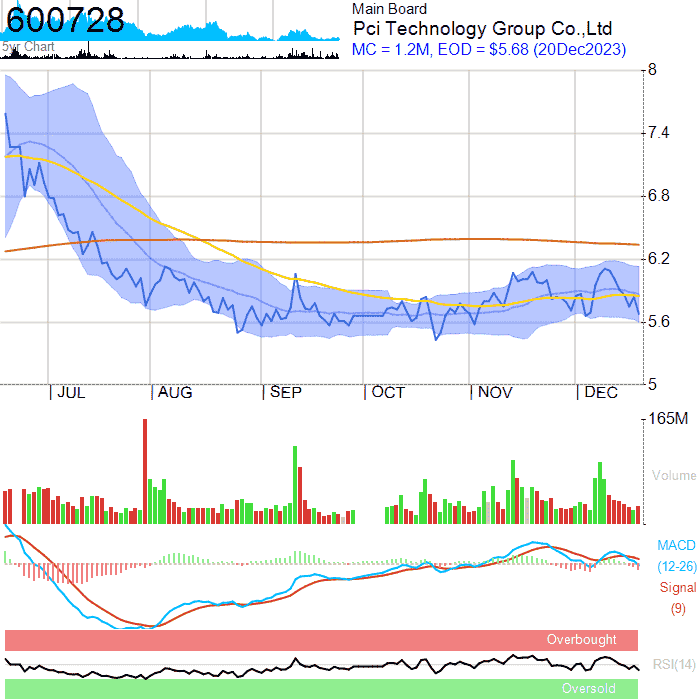 600728
5yr Chart
Main Board
Pci Technology Group Co.,Ltd
MC = 1.2M, EOD = $5.68 (20Dec2023)
8
7.4
6.8
6.2
5.6
5
JUL AUG SEP OCT NOV DEC
165M
Volume
MACD
(12-26)
Signal
(9)
Overbought
RSI(14)
Oversold